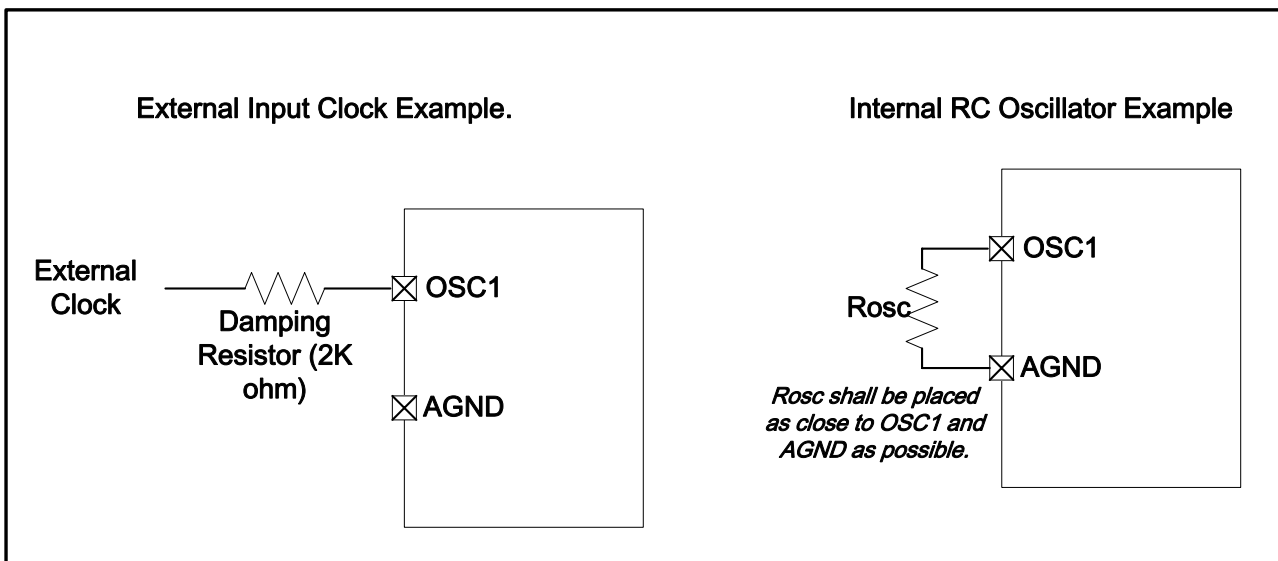 External Input Clock Example.
External
Clock
Damping
Resistor (2K
ohm)
OSC1
AGND
Internal RC Oscillator Example
OSC1
Rosc
AGND
Rosc shall be placed
as close to OSC1 and
AGND as possible.